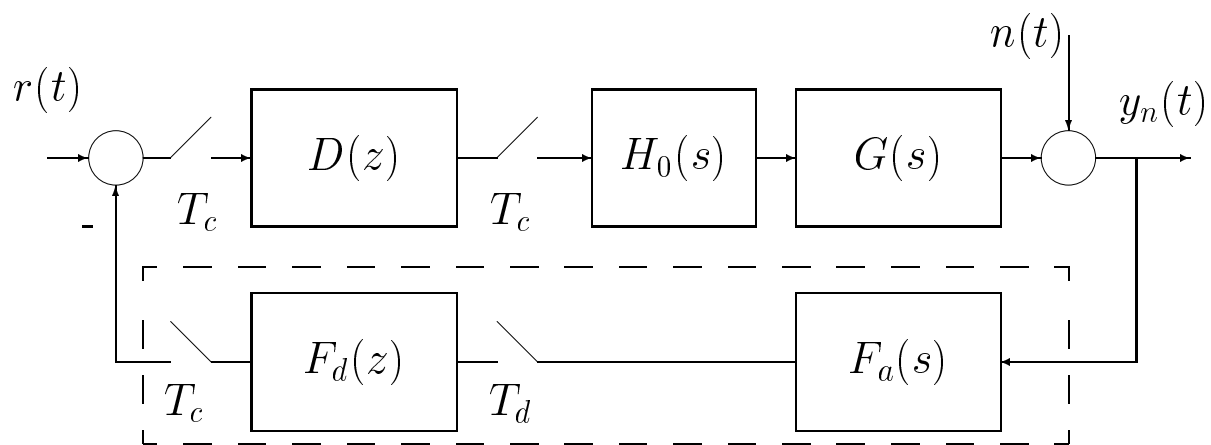 n(t)
r(t)
y_n(t)
D(z)
H_0(s)
G(s)
T_c
T_c
-
F_d(z)
F_a(s)
T_c
T_d